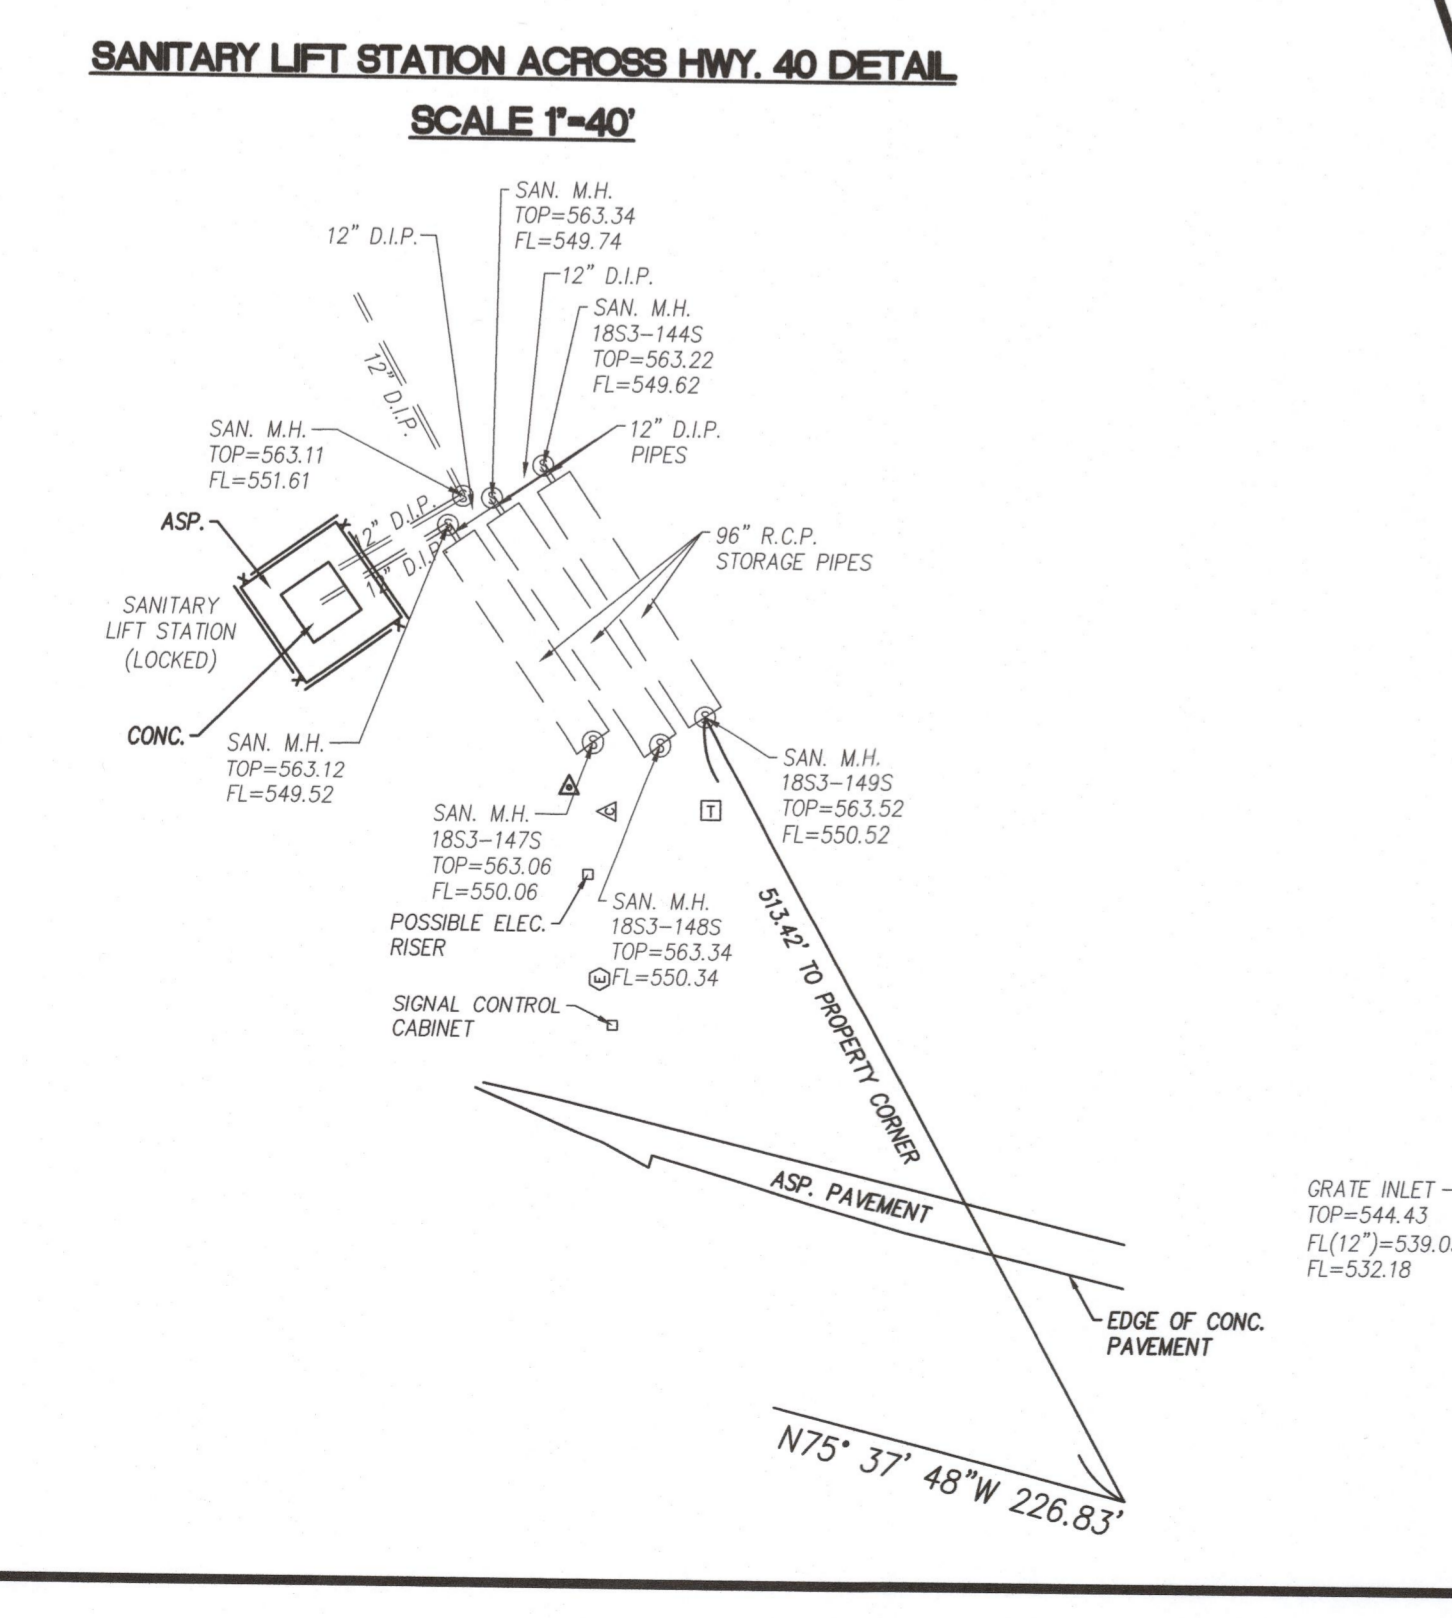 SANITARY LIFT STATION ACROSS HWY. 40 DETAIL
SCALE 1"=40'
SAN. M.H.
TOP=563.34
FL=549.74
12" D.I.P.
12" D.I.P.
SAN. M.H.
18S3-144S
TOP=563.22
FL=549.62
12" D.I.P.
SAN. M.H.
TOP=563.11
FL=551.61
12" D.I.P.
PIPES
ASP.
12" D.I.P.
12" D.I.P.
96" R.C.P.
STORAGE PIPES
SANITARY
LIFT STATION
(LOCKED)
CONC.
SAN. M.H.
TOP=563.12
FL=549.52
S
S
S
S
S
S
S
SAN. M.H.
18S3-149S
TOP=563.52
FL=550.52
C
T
SAN. M.H.
18S3-147S
TOP=563.06
FL=550.06
SAN. M.H.
18S3-148S
TOP=563.34
FL=550.34
POSSIBLE ELEC.
RISER
E
SIGNAL CONTROL
CABINET
513.42' TO PROPERTY CORNER
ASP. PAVEMENT
GRATE INLET
TOP=544.43
FL(12")=539.0
FL=532.18
EDGE OF CONC.
PAVEMENT
N75° 37' 48"W 226.83'